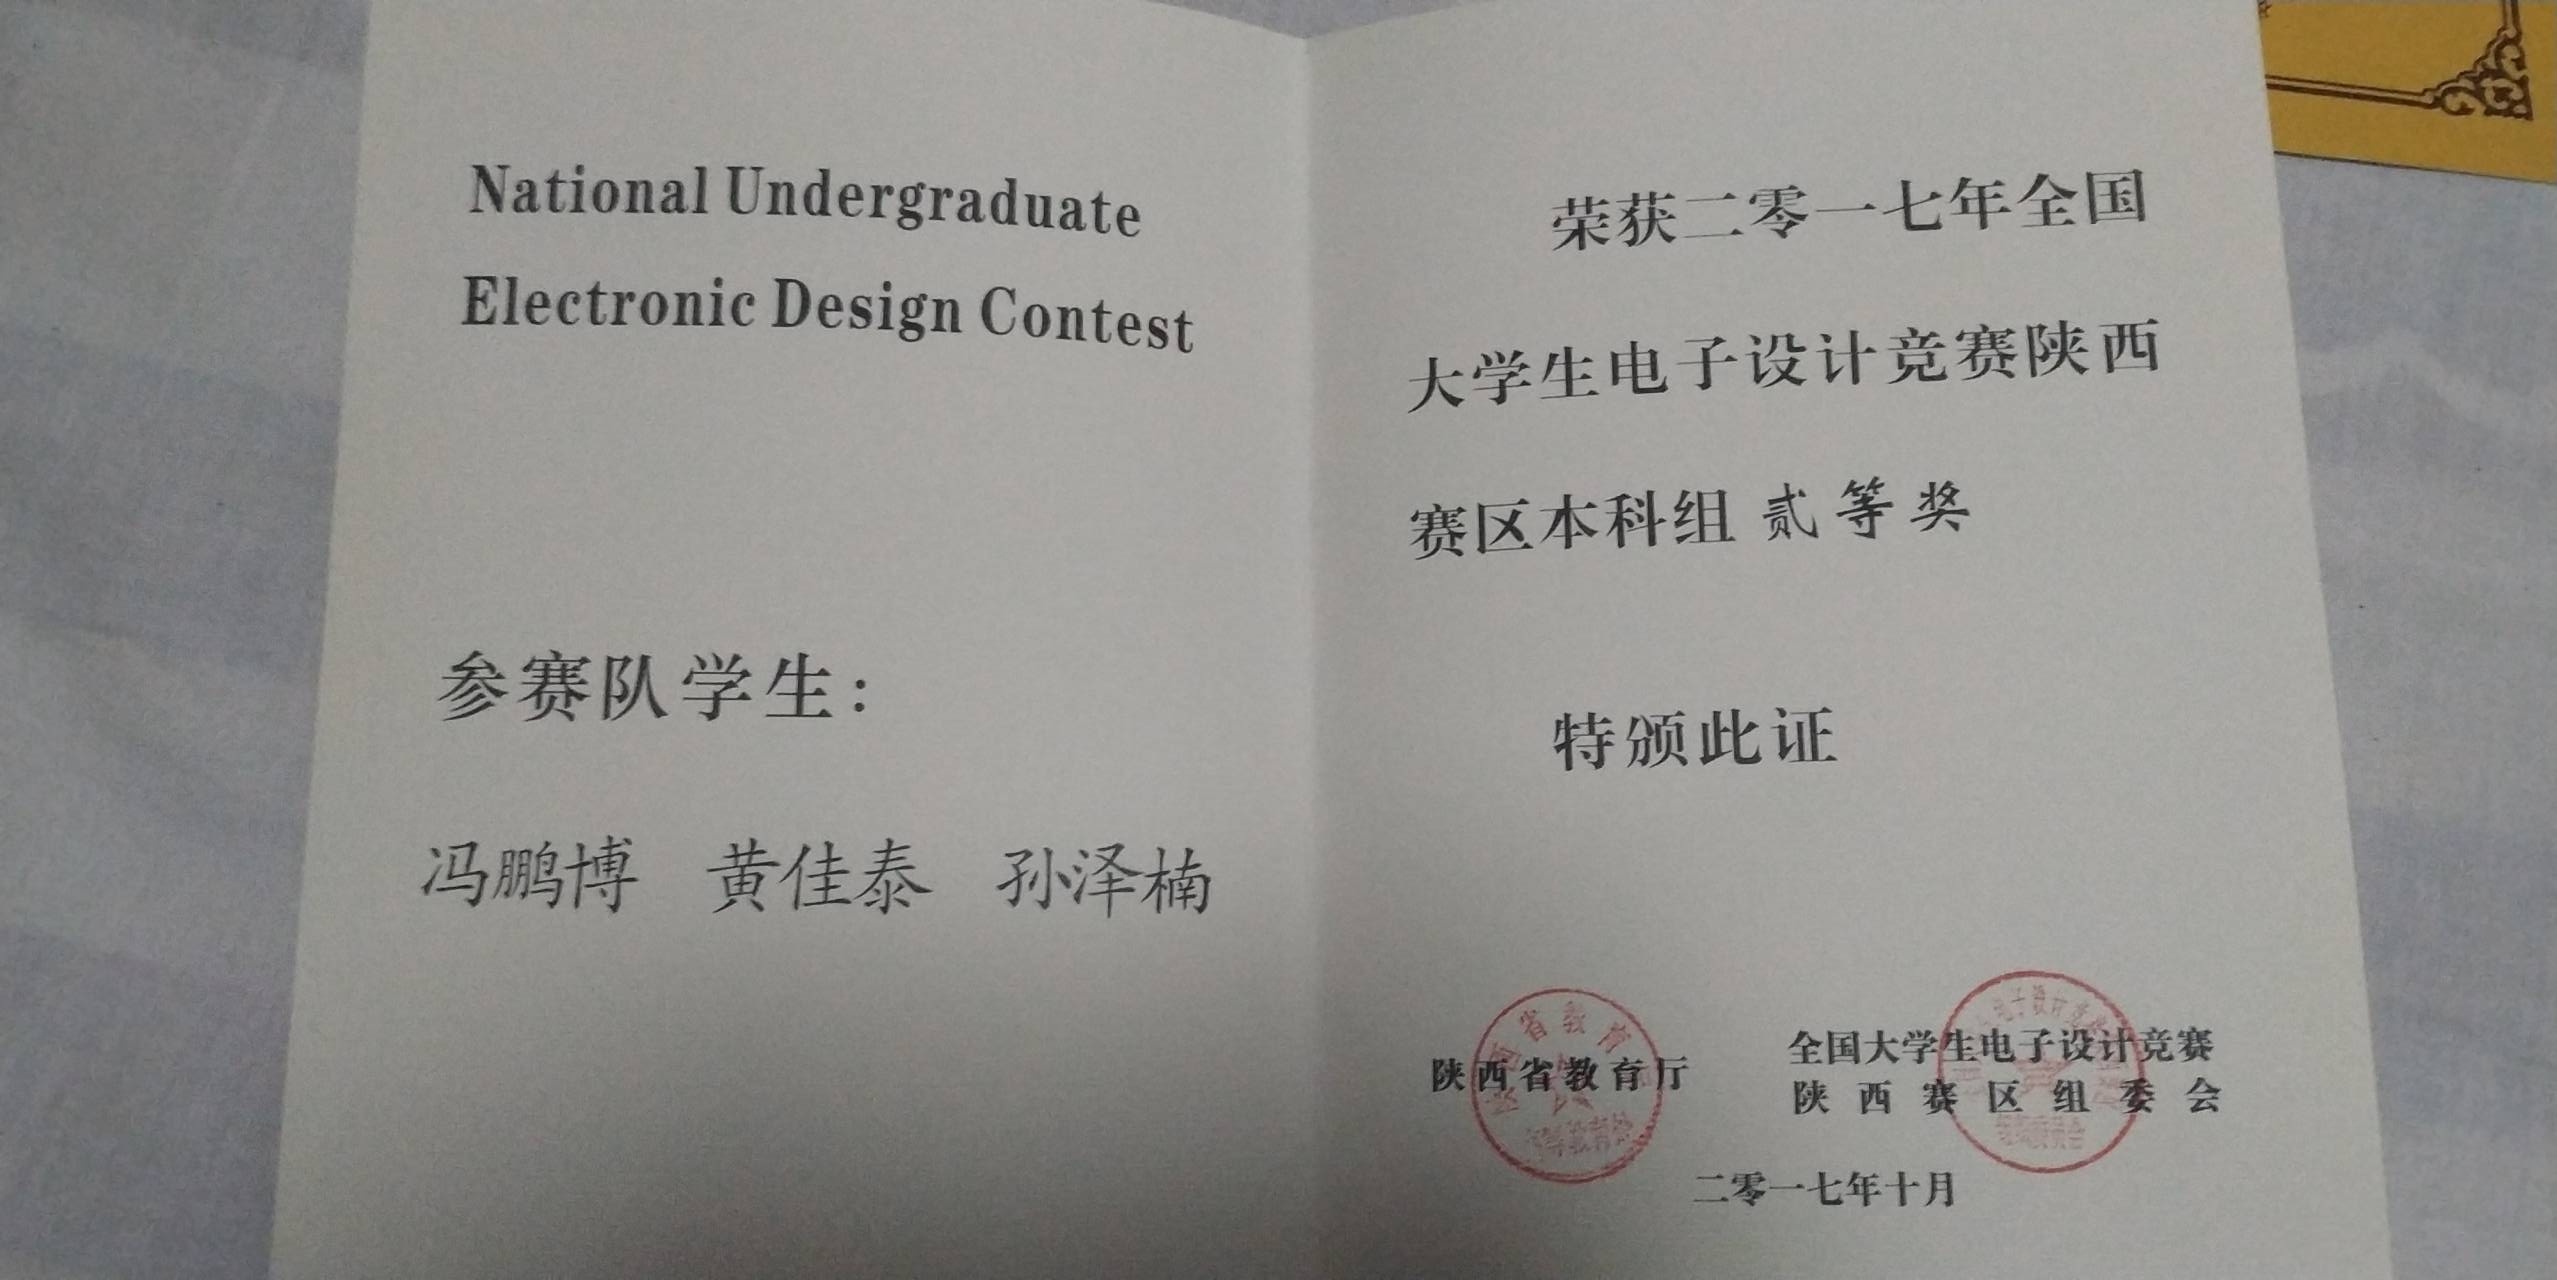 National Undergraduate
Electronic Design Contest
参赛队学生：
冯鹏博 黄佳泰 孙泽楠
荣获二零一七年全国
大学生电子设计竞赛陕西
赛区本科组 贰等奖
特颁此证
陕西省教育厅
全国大学生电子设计竞赛
陕西赛区组委会
二零一七年十月